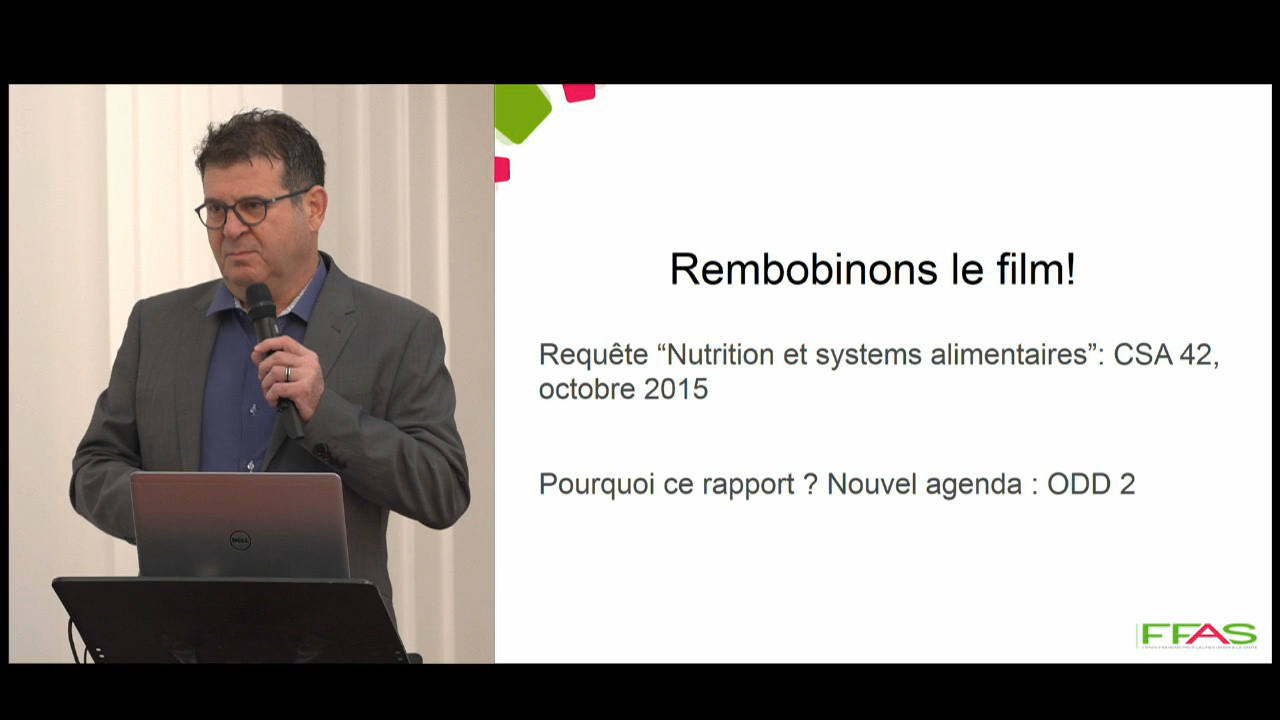 Rembobinons le film!
Requête “Nutrition et systems alimentaires”: CSA 42,
octobre 2015
Pourquoi ce rapport ? Nouvel agenda : ODD 2
FFAS
DELL